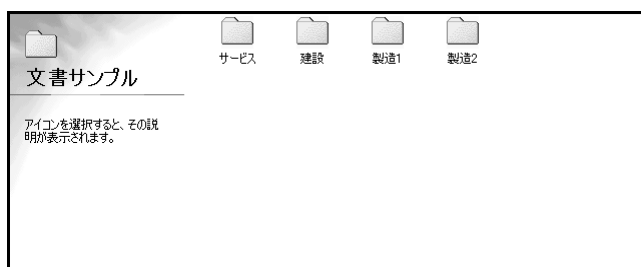 文書サンプル
アイコンを選択すると、その説
明が表示されます。
サービス
建設
製造1
製造2